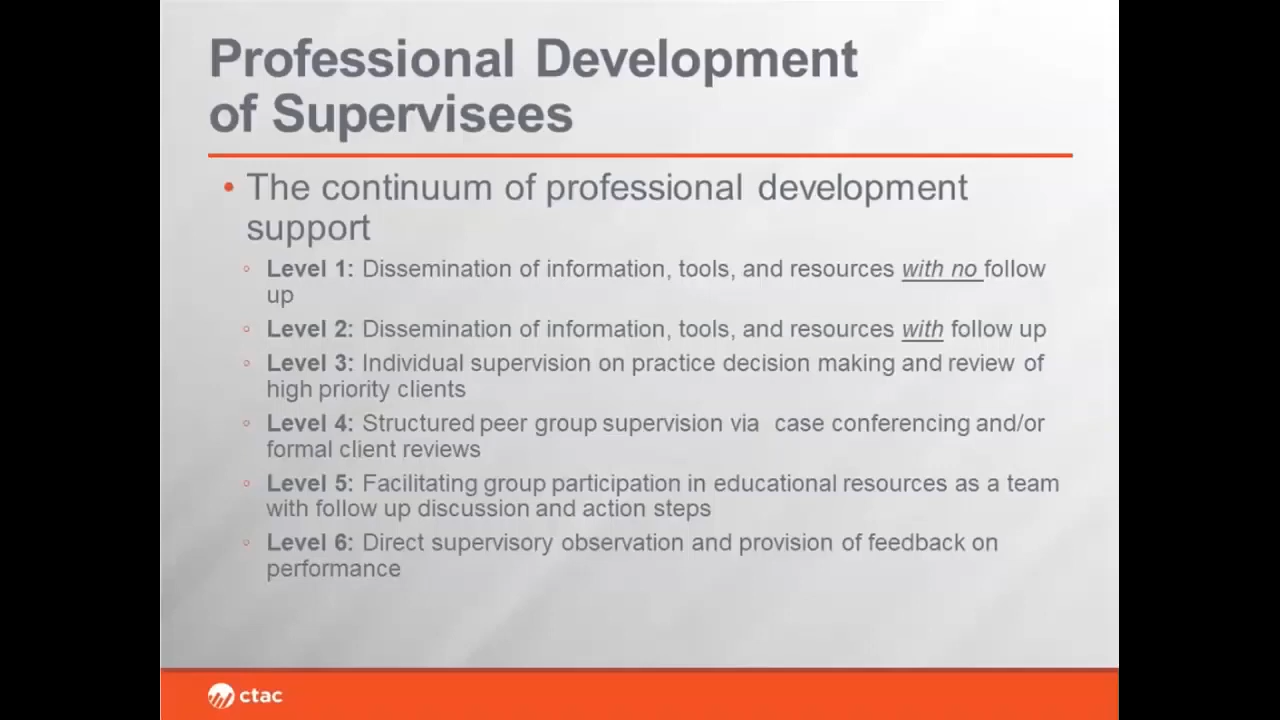 Professional Development
of Supervisees
• The continuum of professional development
support
◦ Level 1: Dissemination of information, tools, and resources with no follow
up
◦ Level 2: Dissemination of information, tools, and resources with follow up
◦ Level 3: Individual supervision on practice decision making and review of
high priority clients
◦ Level 4: Structured peer group supervision via  case conferencing and/or
formal client reviews
◦ Level 5: Facilitating group participation in educational resources as a team
with follow up discussion and action steps
◦ Level 6: Direct supervisory observation and provision of feedback on
performance
ctac